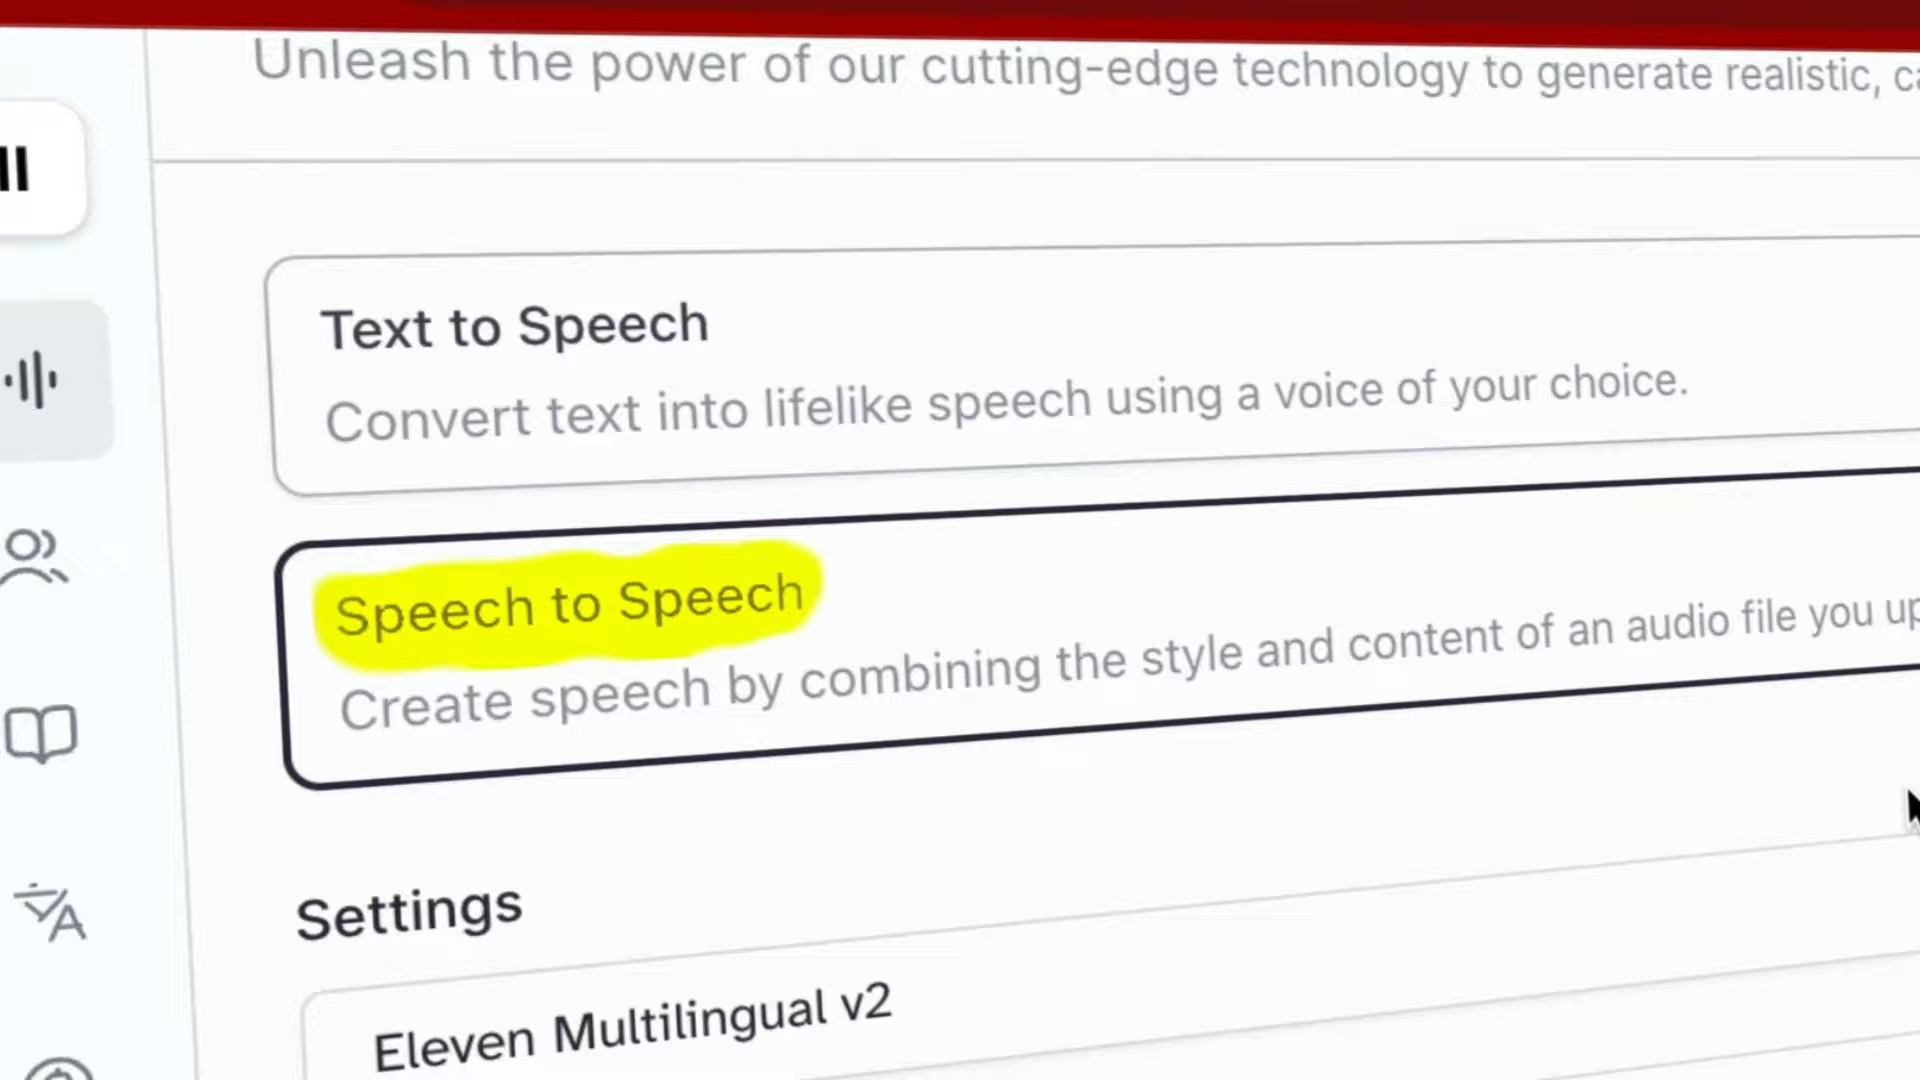 Unleash the power of our cutting-edge technology to generate realistic,
Text to Speech
Convert text into lifelike speech using a voice of your choice.
Speech to Speech
Create speech by combining the style and content of an audio file you
Settings
Eleven Multilingual v2